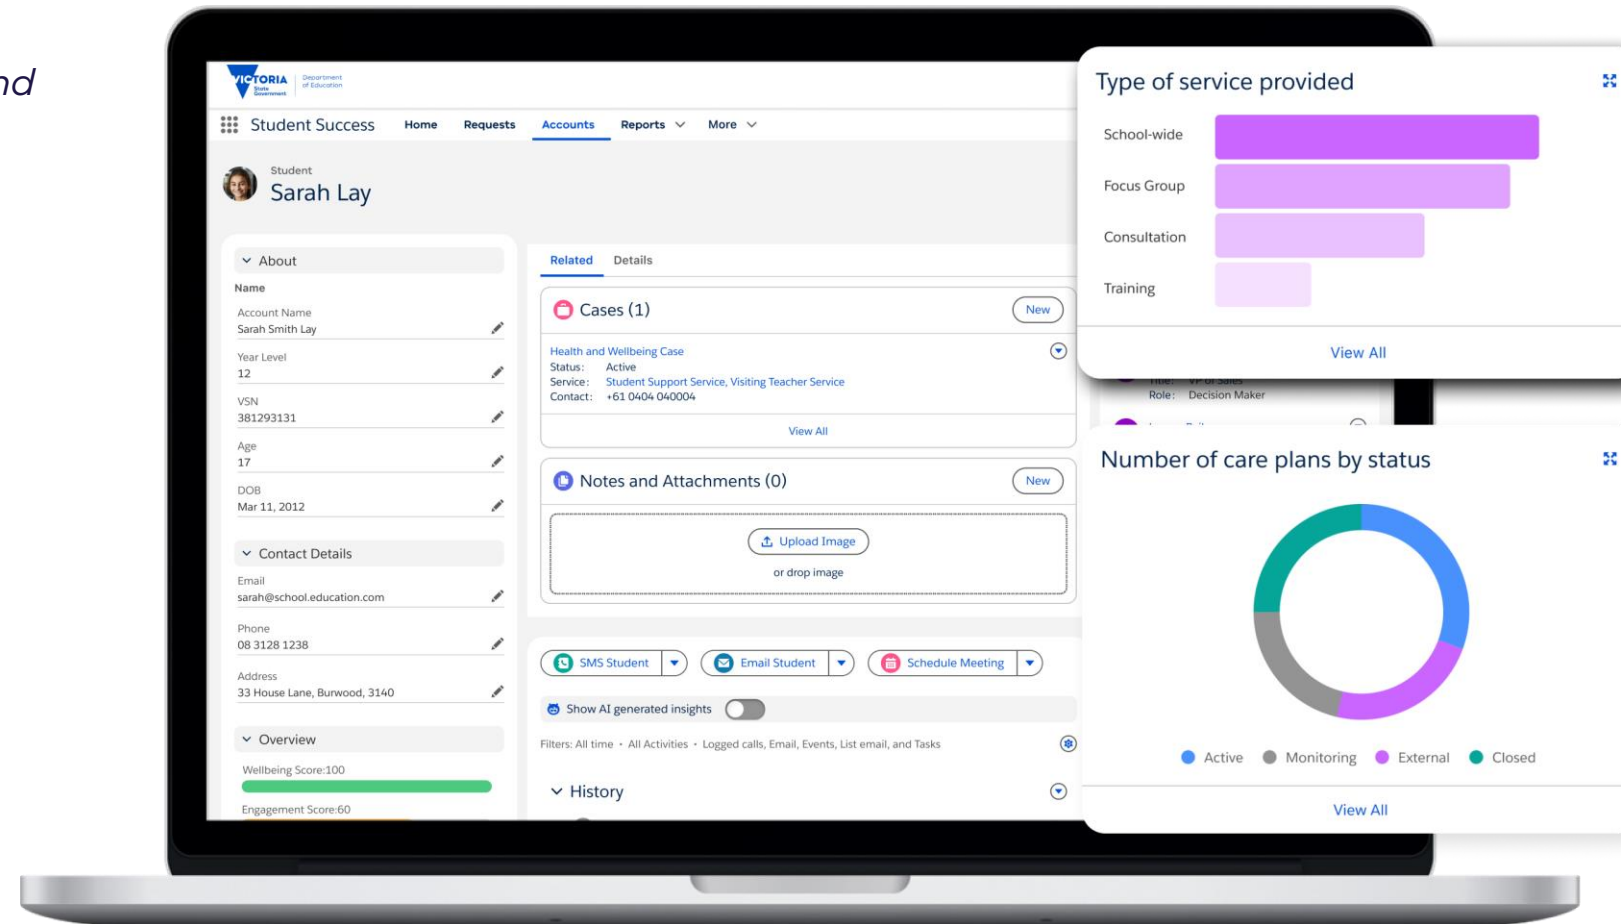 nd
VICTORIA
State
Government
Department
of Education
Student Success Home Requests Accounts Reports More
Student
Sarah Lay
About
Name
Account Name
Sarah Smith Lay
Year Level
12
VSN
381293131
Age
17
DOB
Mar 11, 2012
Contact Details
Email
sarah@school.education.com
Phone
08 3128 1238
Address
33 House Lane, Burwood, 3140
Overview
Wellbeing Score:100
Engagement Score:60
Related Details
Cases (1) New
Health and Wellbeing Case
Status: Active
Service: Student Support Service, Visiting Teacher Service
Contact: +61 0404 040004
View All
Notes and Attachments (0) New
Upload Image
or drop image
SMS Student Email Student Schedule Meeting
Show AI generated insights
Filters: All time • All Activities • Logged calls, Email, Events, List email, and Tasks
History
Type of service provided
School-wide
Focus Group
Consultation
Training
View All
Title: VP of Sales
Role: Decision Maker
Number of care plans by status
Active Monitoring External Closed
View All